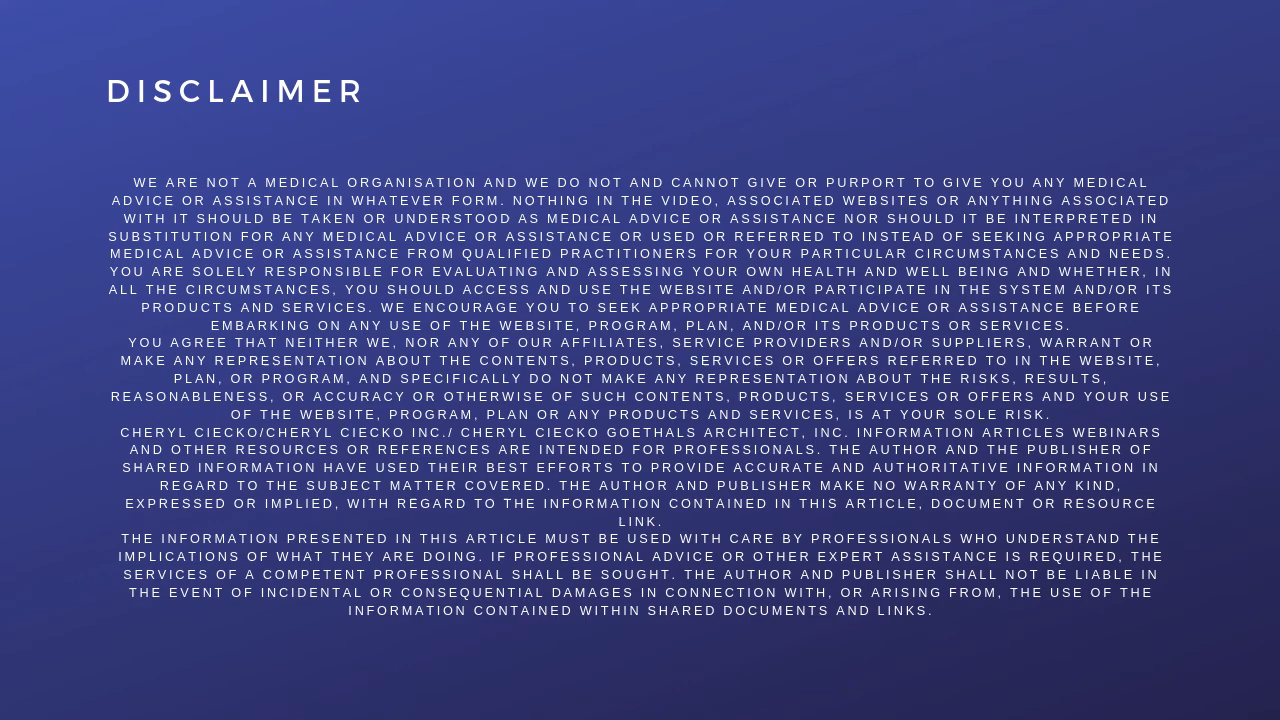 DISCLAIMER
WE ARE NOT A MEDICAL ORGANISATION AND WE DO NOT AND CANNOT GIVE OR PURPORT TO GIVE YOU ANY MEDICAL
ADVICE OR ASSISTANCE IN WHATEVER FORM. NOTHING IN THE VIDEO, ASSOCIATED WEBSITES OR ANYTHING ASSOCIATED
WITH IT SHOULD BE TAKEN OR UNDERSTOOD AS MEDICAL ADVICE OR ASSISTANCE NOR SHOULD IT BE INTERPRETED IN
SUBSTITUTION FOR ANY MEDICAL ADVICE OR ASSISTANCE OR USED OR REFERRED TO INSTEAD OF SEEKING APPROPRIATE
MEDICAL ADVICE OR ASSISTANCE FROM QUALIFIED PRACTITIONERS FOR YOUR PARTICULAR CIRCUMSTANCES AND NEEDS.
YOU ARE SOLELY RESPONSIBLE FOR EVALUATING AND ASSESSING YOUR OWN HEALTH AND WELL BEING AND WHETHER, IN
ALL THE CIRCUMSTANCES, YOU SHOULD ACCESS AND USE THE WEBSITE AND/OR PARTICIPATE IN THE SYSTEM AND/OR ITS
PRODUCTS AND SERVICES. WE ENCOURAGE YOU TO SEEK APPROPRIATE MEDICAL ADVICE OR ASSISTANCE BEFORE
EMBARKING ON ANY USE OF THE WEBSITE, PROGRAM, PLAN, AND/OR ITS PRODUCTS OR SERVICES.
YOU AGREE THAT NEITHER WE, NOR ANY OF OUR AFFILIATES, SERVICE PROVIDERS AND/OR SUPPLIERS, WARRANT OR
MAKE ANY REPRESENTATION ABOUT THE CONTENTS, PRODUCTS, SERVICES OR OFFERS REFERRED TO IN THE WEBSITE,
PLAN, OR PROGRAM, AND SPECIFICALLY DO NOT MAKE ANY REPRESENTATION ABOUT THE RISKS, RESULTS,
REASONABLENESS, OR ACCURACY OR OTHERWISE OF SUCH CONTENTS, PRODUCTS, SERVICES OR OFFERS AND YOUR USE
OF THE WEBSITE, PROGRAM, PLAN OR ANY PRODUCTS AND SERVICES, IS AT YOUR SOLE RISK.
CHERYL CIECKO/CHERYL CIECKO INC./ CHERYL CIECKO GOETHALS ARCHITECT, INC. INFORMATION ARTICLES WEBINARS
AND OTHER RESOURCES OR REFERENCES ARE INTENDED FOR PROFESSIONALS. THE AUTHOR AND THE PUBLISHER OF
SHARED INFORMATION HAVE USED THEIR BEST EFFORTS TO PROVIDE ACCURATE AND AUTHORITATIVE INFORMATION IN
REGARD TO THE SUBJECT MATTER COVERED. THE AUTHOR AND PUBLISHER MAKE NO WARRANTY OF ANY KIND,
EXPRESSED OR IMPLIED, WITH REGARD TO THE INFORMATION CONTAINED IN THIS ARTICLE, DOCUMENT OR RESOURCE
LINK.
THE INFORMATION PRESENTED IN THIS ARTICLE MUST BE USED WITH CARE BY PROFESSIONALS WHO UNDERSTAND THE
IMPLICATIONS OF WHAT THEY ARE DOING. IF PROFESSIONAL ADVICE OR OTHER EXPERT ASSISTANCE IS REQUIRED, THE
SERVICES OF A COMPETENT PROFESSIONAL SHALL BE SOUGHT. THE AUTHOR AND PUBLISHER SHALL NOT BE LIABLE IN
THE EVENT OF INCIDENTAL OR CONSEQUENTIAL DAMAGES IN CONNECTION WITH, OR ARISING FROM, THE USE OF THE
INFORMATION CONTAINED WITHIN SHARED DOCUMENTS AND LINKS.